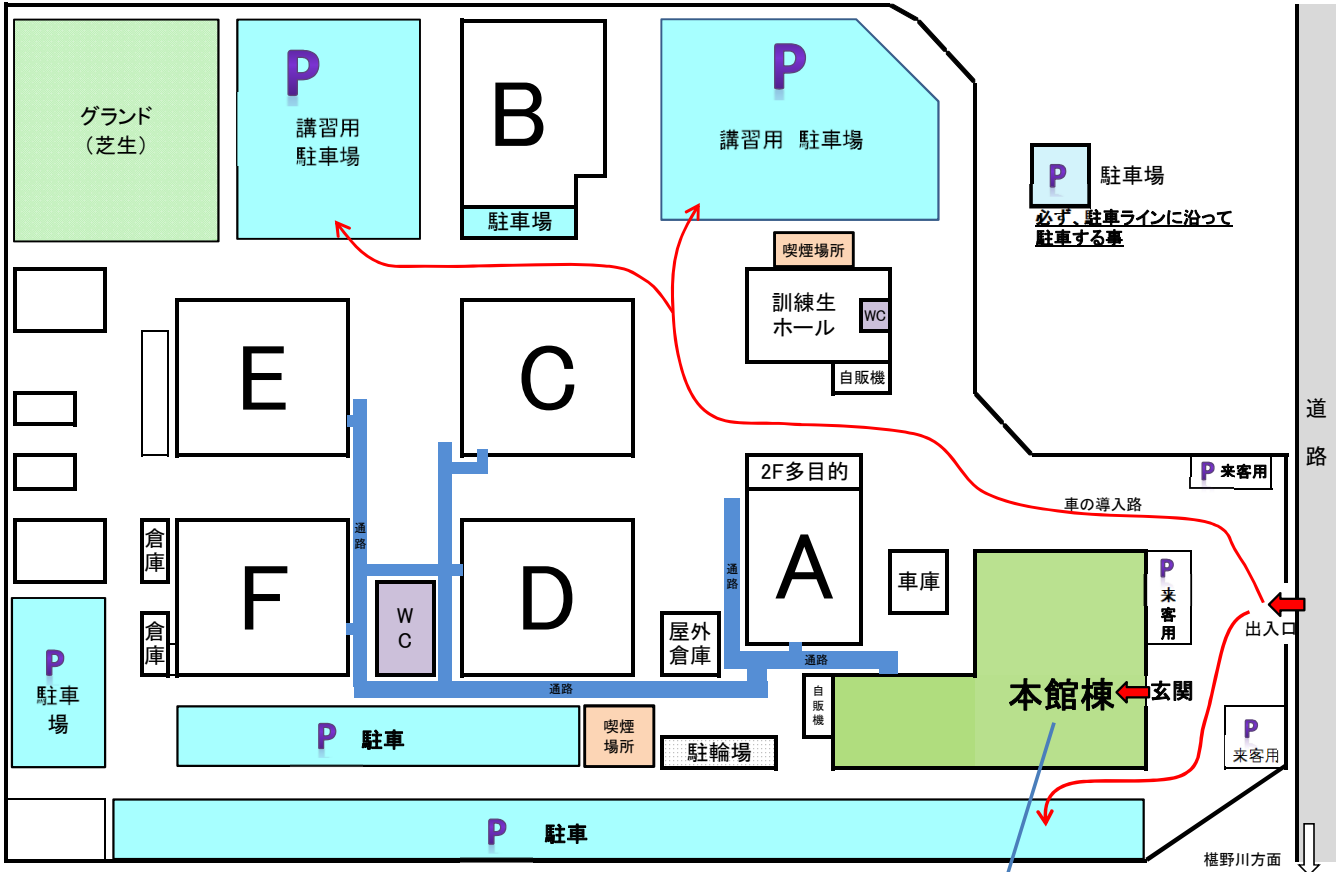 グランド
(芝生)
P
講習用
駐車場
B
駐車場
P
講習用 駐車場
P
駐車場
必ず、駐車ラインに沿って
駐車する事
喫煙場所
訓練生
ホール
WC
自販機
E
C
道
路
2F多目的
P 来客用
車の導入路
倉庫
通路
F
D
通路
A
車庫
P
来客用
出入口
WC
倉庫
屋外
倉庫
通路
P
駐車
場
通路
自販機
本館棟
玄関
P 駐車
喫煙
場所
駐輪場
P
来客用
P 駐車
椹野川方面